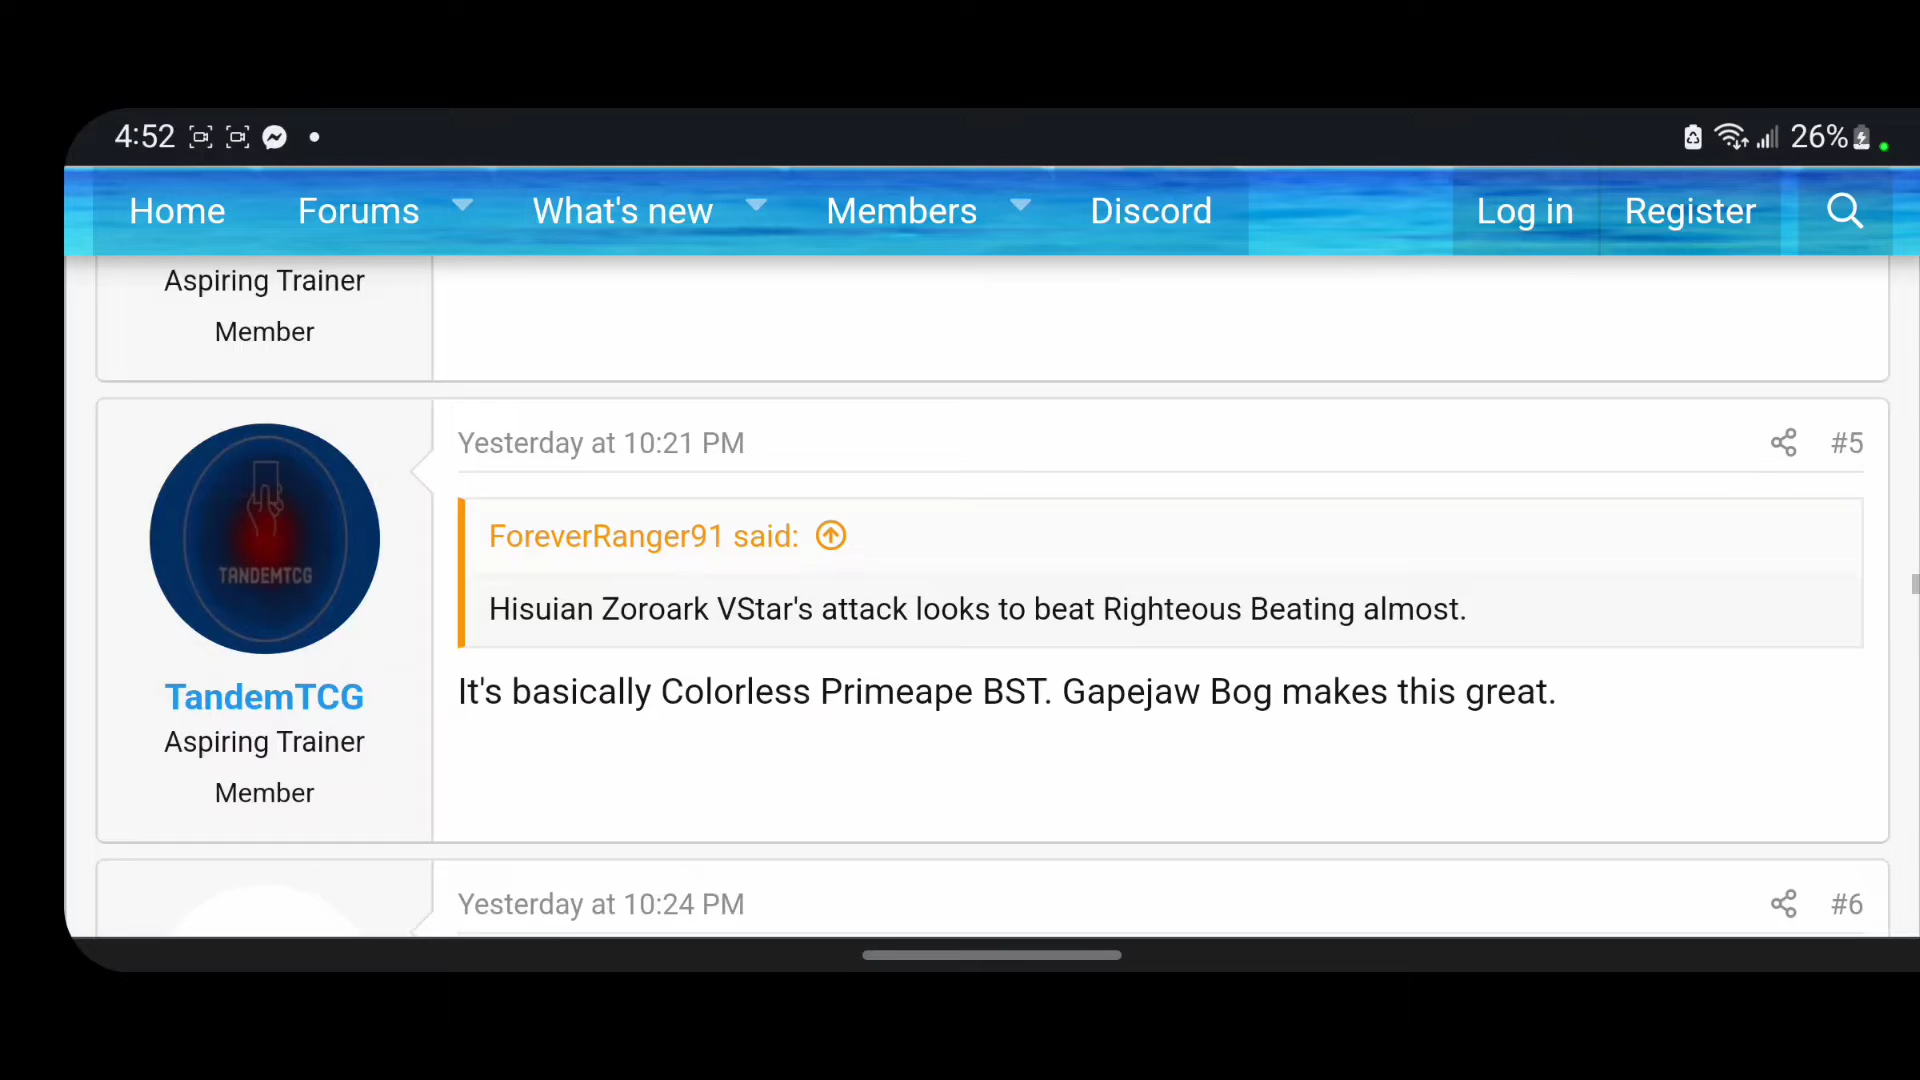 4:52
26%
Home Forums What's new Members Discord Log in Register
Aspiring Trainer
Member
Yesterday at 10:21 PM #5
ForeverRanger91 said:
Hisuian Zoroark VStar's attack looks to beat Righteous Beating almost.
TANDEMTCG
TandemTCG
It's basically Colorless Primeape BST. Gapejaw Bog makes this great.
Aspiring Trainer
Member
Yesterday at 10:24 PM #6